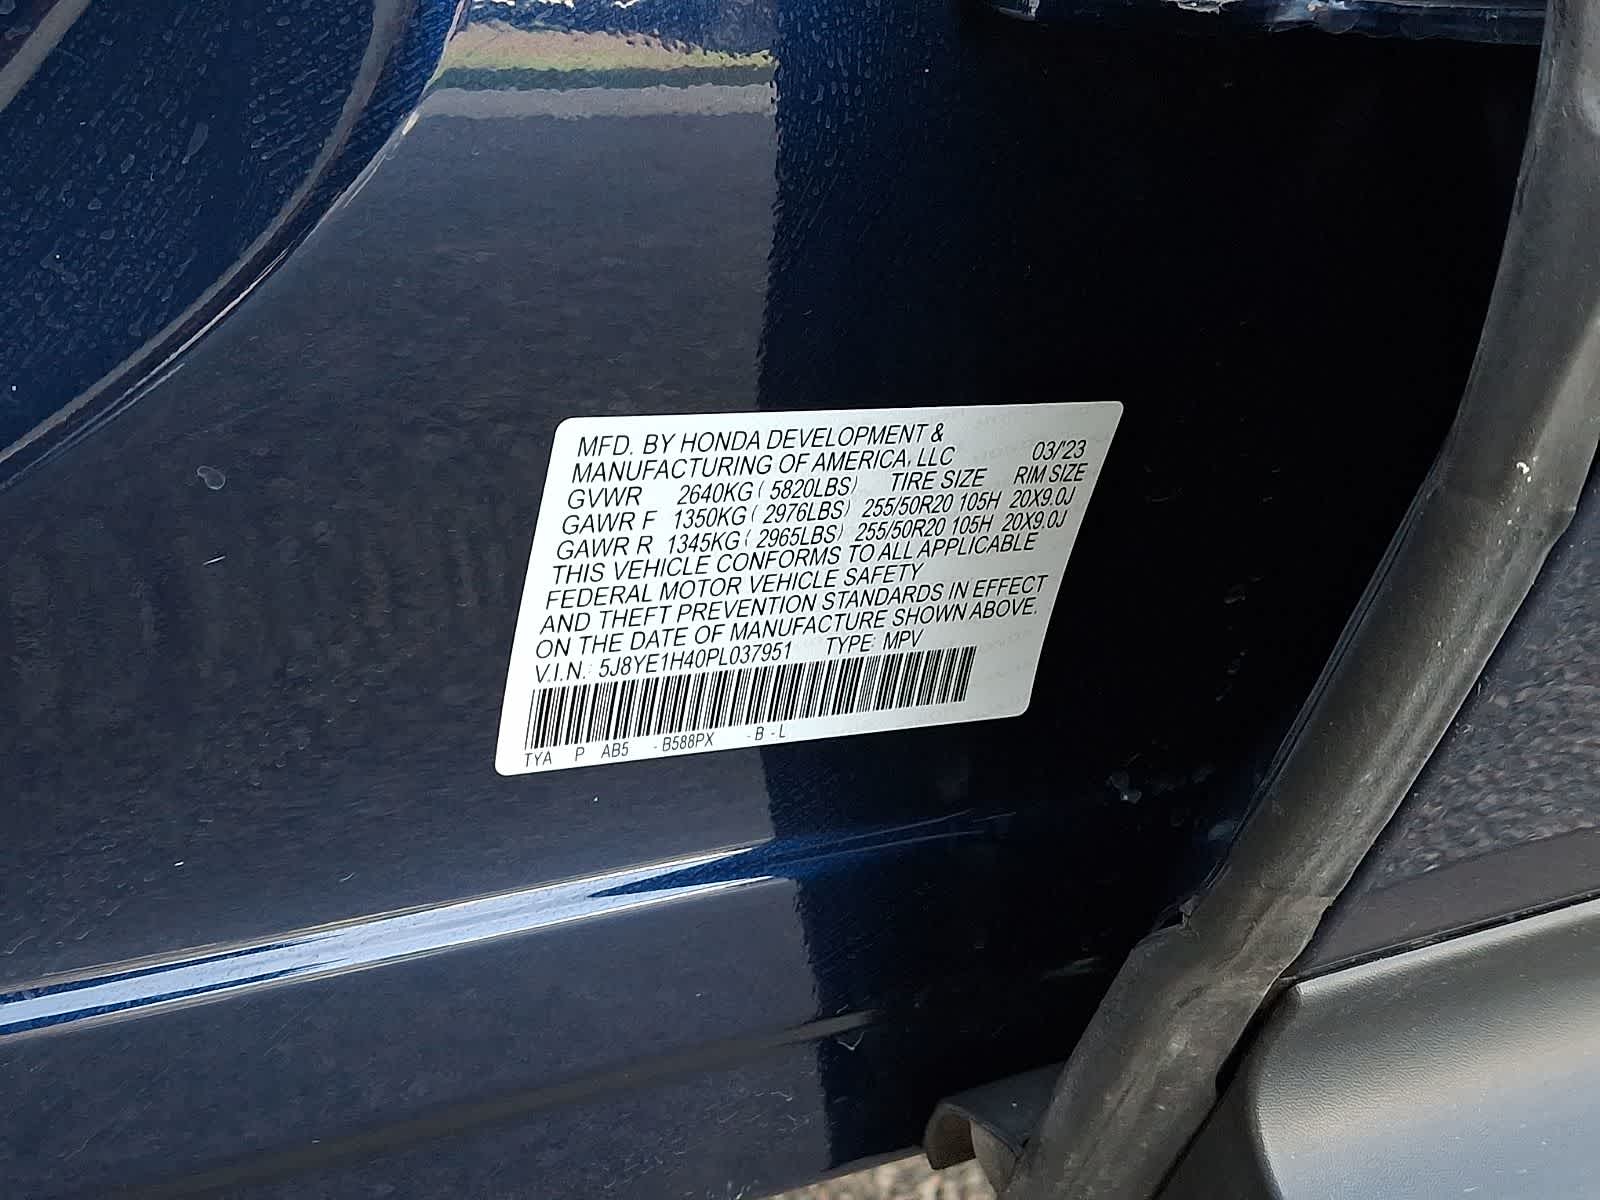 MFD. BY HONDA DEVELOPMENT &
MANUFACTURING OF AMERICA, LLC 03/'23
GVWR 2640KG ( 5820LBS) TIRE SIZE RIM SIZE
GAWR F 1350KG ( 2976LBS) 255/50R20 105H 20X9.0J
GAWR R 1345KG ( 2965LBS) 255/50R20 105H 20X9.0J
THIS VEHICLE CONFORMS TO ALL APPLICABLE
FEDERAL MOTOR VEHICLE SAFETY
AND THEFT PREVENTION STANDARDS IN EFFECT
ON THE DATE OF MANUFACTURE SHOWN ABOVE.
V.I.N.: 5J8YE1H40PL037951 TYPE: MPV
TYA P AB5 -B588PX -B -L